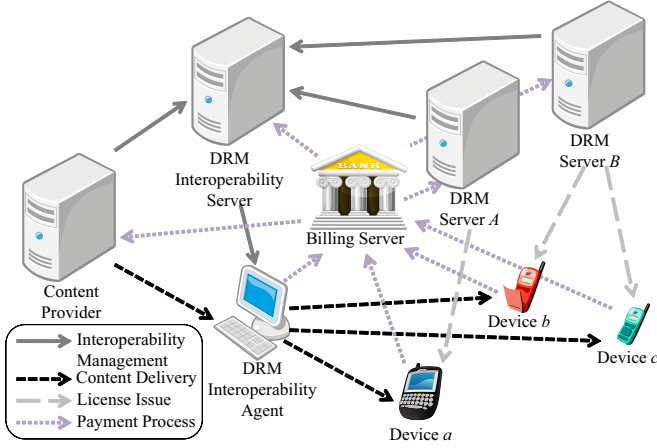 DRM
Interoperability
Server
DRM
Server B
BANK
DRM
Server A
Billing Server
Content
Provider
DRM
Interoperability
Agent
Device b
Device c
Device a
Interoperability
Management
Content Delivery
License Issue
Payment Process